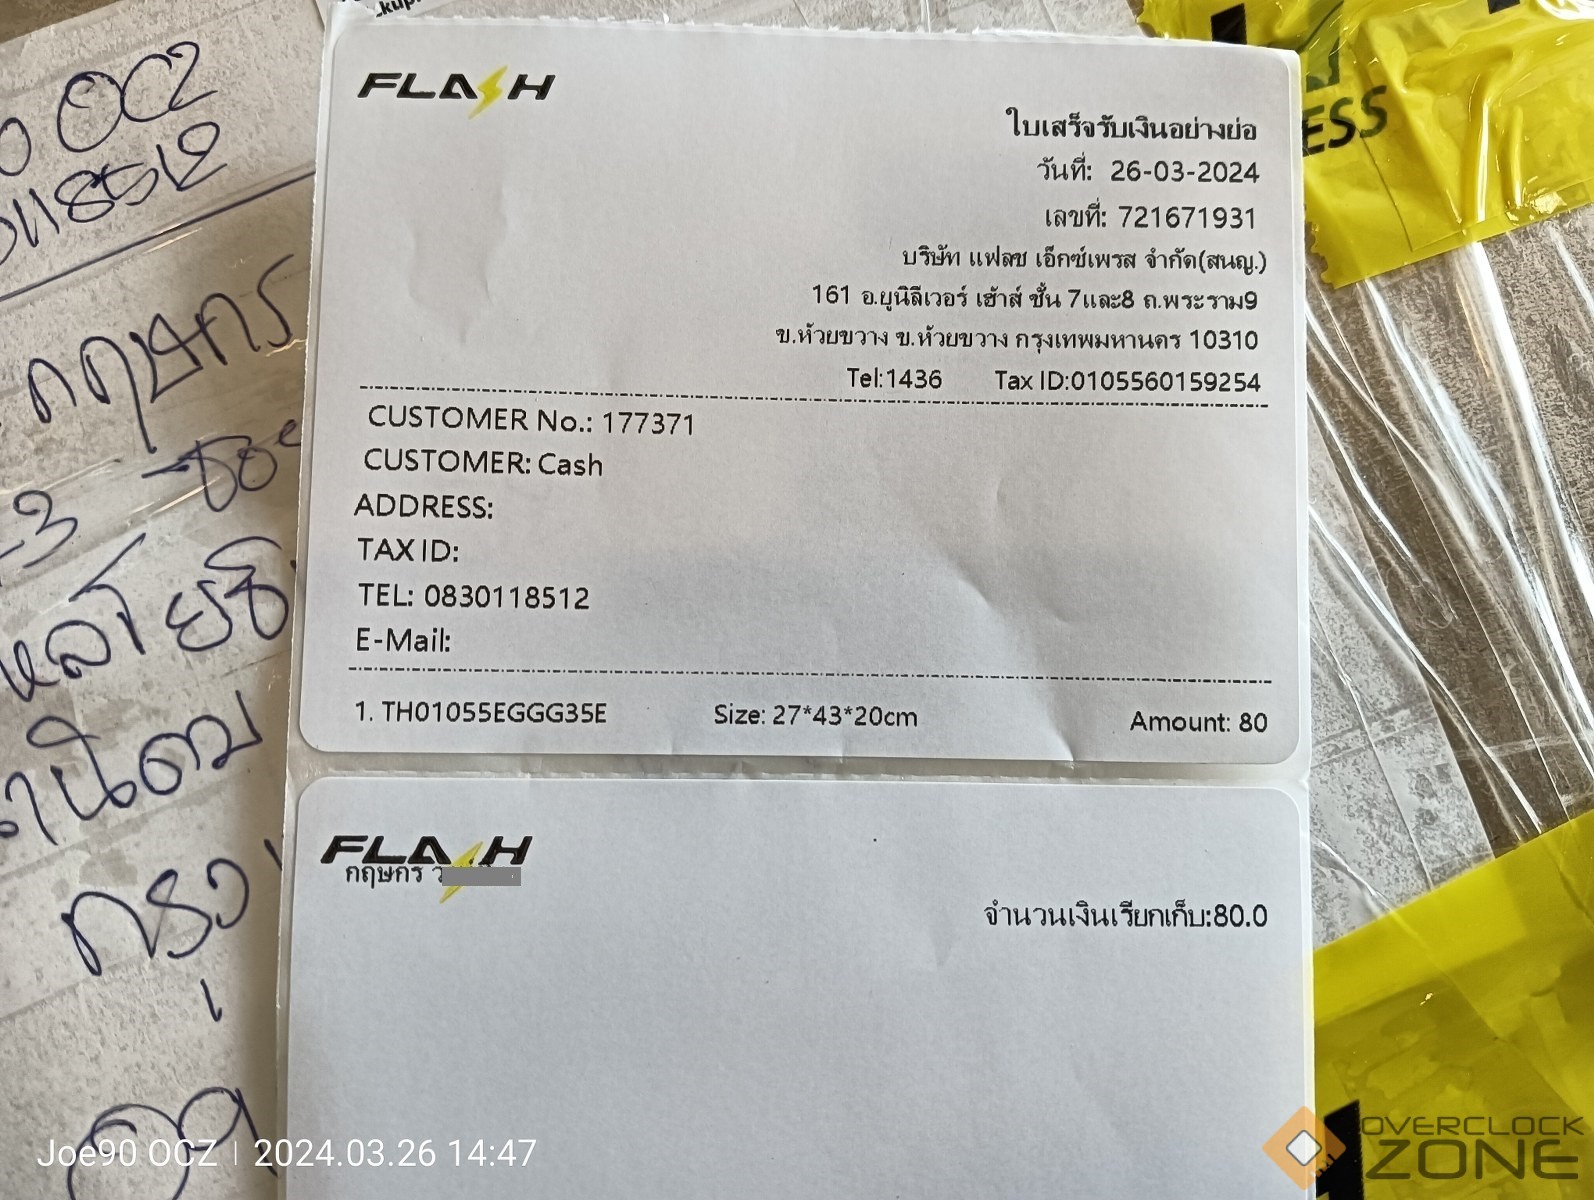 OCZ
0118512
กฤษกร
FLASH
ใบเสร็จรับเงินอย่างย่อ
วันที่: 26-03-2024
เลขที่: 721671931
บริษัท แฟลช เอ็กซ์เพรส จำกัด(สนญ.)
161 อ.ยูนิลีเวอร์ เฮ้าส์ ชั้น 7และ8 ถ.พระราม9
ข.ห้วยขวาง ข.ห้วยขวาง กรุงเทพมหานคร 10310
Tel:1436 Tax ID:0105560159254
CUSTOMER No.: 177371
CUSTOMER: Cash
ADDRESS:
TAX ID:
TEL: 0830118512
E-Mail:
1. TH01055EGGG35E Size: 27*43*20cm Amount: 80
FLASH
กฤษกร ว
จำนวนเงินเรียกเก็บ:80.0
ESS
Joe90 OCZ | 2024.03.26 14:47
OVERCLOCK
ZONE